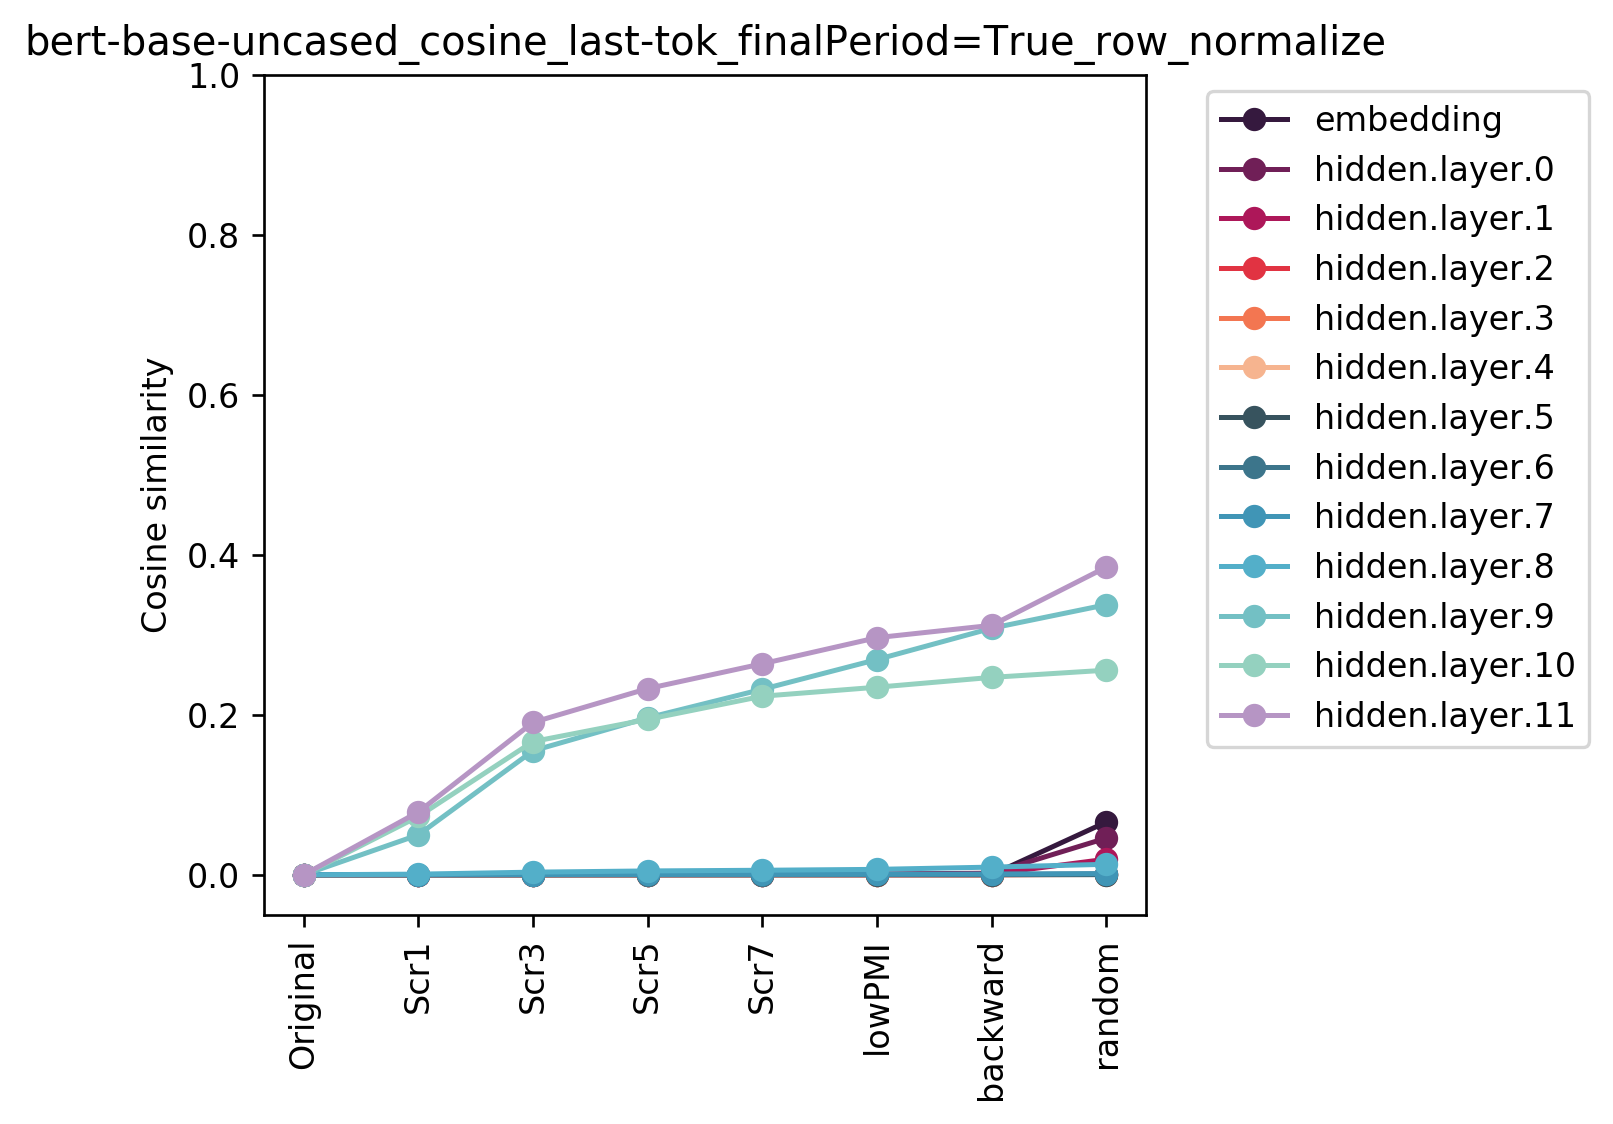 bert-base-uncased_cosine_last-tok_finalPeriod=True_row_normalize
1.0
0.8
0.6
0.4
0.2
0.0
Cosine similarity
Original
Scr1
Scr3
Scr5
Scr7
lowPMI
backward
random
embedding
hidden.layer.0
hidden.layer.1
hidden.layer.2
hidden.layer.3
hidden.layer.4
hidden.layer.5
hidden.layer.6
hidden.layer.7
hidden.layer.8
hidden.layer.9
hidden.layer.10
hidden.layer.11